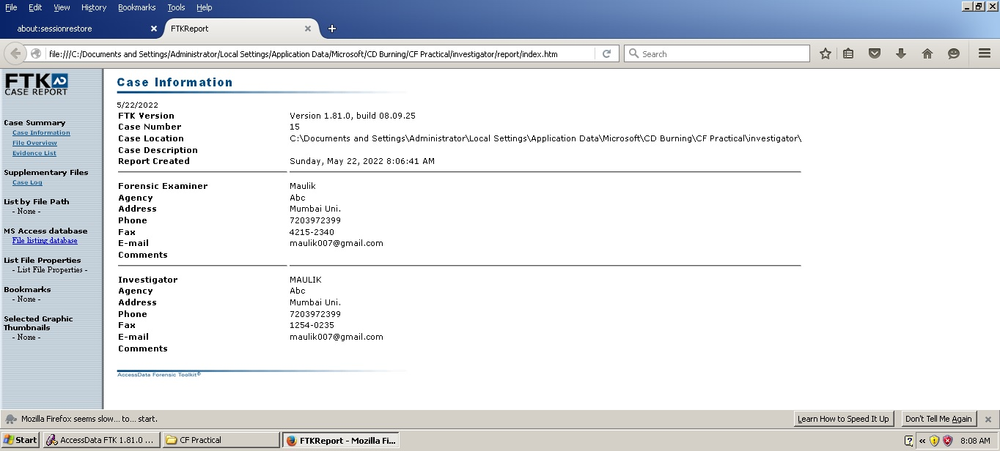 File Edit View History Bookmarks Tools Help
about:sessionrestore FTKReport
file:///C:/Documents and Settings/Administrator/Local Settings/Application Data/Microsoft/CD Burning/CF Practical/investigator/report/index.htm Search
FTK
CASE REPORT
Case Summary
Case Information
File Overview
Evidence List
Supplementary Files
Case Log
List by File Path
- None -
MS Access database
File listing database
List File Properties
- List File Properties -
Bookmarks
- None -
Selected Graphic
Thumbnails
- None -
Case Information
5/22/2022
FTK Version Version 1.81.0, build 08.09.25
Case Number 15
Case Location C:\Documents and Settings\Administrator\Local Settings\Application Data\Microsoft\CD Burning\CF Practical\investigator\
Case Description
Report Created Sunday, May 22, 2022 8:06:41 AM
Forensic Examiner Maulik
Agency Abc
Address Mumbai Uni.
Phone 7203972399
Fax 4215-2340
E-mail maulik007@gmail.com
Comments
Investigator MAULIK
Agency Abc
Address Mumbai Uni.
Phone 7203972399
Fax 1254-0235
E-mail maulik007@gmail.com
Comments
AccessData Forensic Toolkit®
Mozilla Firefox seems slow... to... start. Learn How to Speed It Up Don't Tell Me Again
Start AccessData FTK 1.81.0 ... CF Practical FTKReport - Mozilla Fi... 8:08 AM